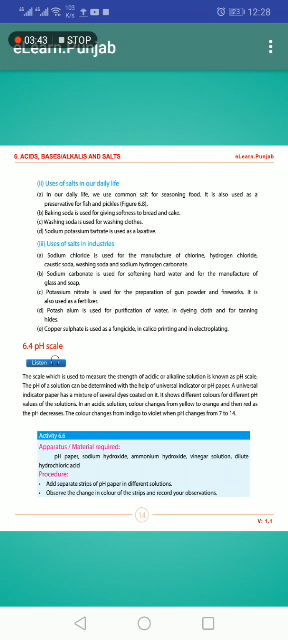 103
12:28
03:43 STOP
eLearn.Punjab
6. ACIDS, BASES/ALKALIS AND SALTS eLearn.Punjab
(ii) Uses of salts in our daily life
(a) In our daily life, we use common salt for seasoning food. It is also used as a
preservative for fish and pickles (Figure 6.8).
(b) Baking soda is used for giving softness to bread and cake.
(c) Washing soda is used for washing clothes.
(d) Sodium potassium tartrate is used as a laxative.
(iii) Uses of salts in industries
(a) Sodium chloride is used for the manufacture of chlorine, hydrogen chloride,
caustic soda, washing soda and sodium hydrogen carbonate.
(b) Sodium carbonate is used for softening hard water and for the manufacture of
glass and soap.
(c) Potassium nitrate is used for the preparation of gun powder and fireworks. It is
also used as a fertilizer.
(d) Potash alum is used for purification of water, in dyeing cloth and for tanning
hides.
(e) Copper sulphate is used as a fungicide, in calico printing and in electroplating.
6.4 pH scale
Listen
The scale which is used to measure the strength of acidic or alkaline solution is known as pH scale.
The pH of a solution can be determined with the help of universal indicator or pH paper. A universal
indicator paper has a mixture of several dyes coated on it. It shows different colours for different pH
values of the solutions. In an acidic solution, colour changes from yellow to orange and then red as
the pH decreases. The colour changes from indigo to violet when pH changes from 7 to 14.
Activity 6.6
Apparatus / Material required:
pH paper, sodium hydroxide, ammonium hydroxide, vinegar solution, dilute
hydrochloric acid
Procedure:
• Add separate strips of pH paper in different solutions.
• Observe the change in colour of the strips and record your observations.
14
V: 1.1